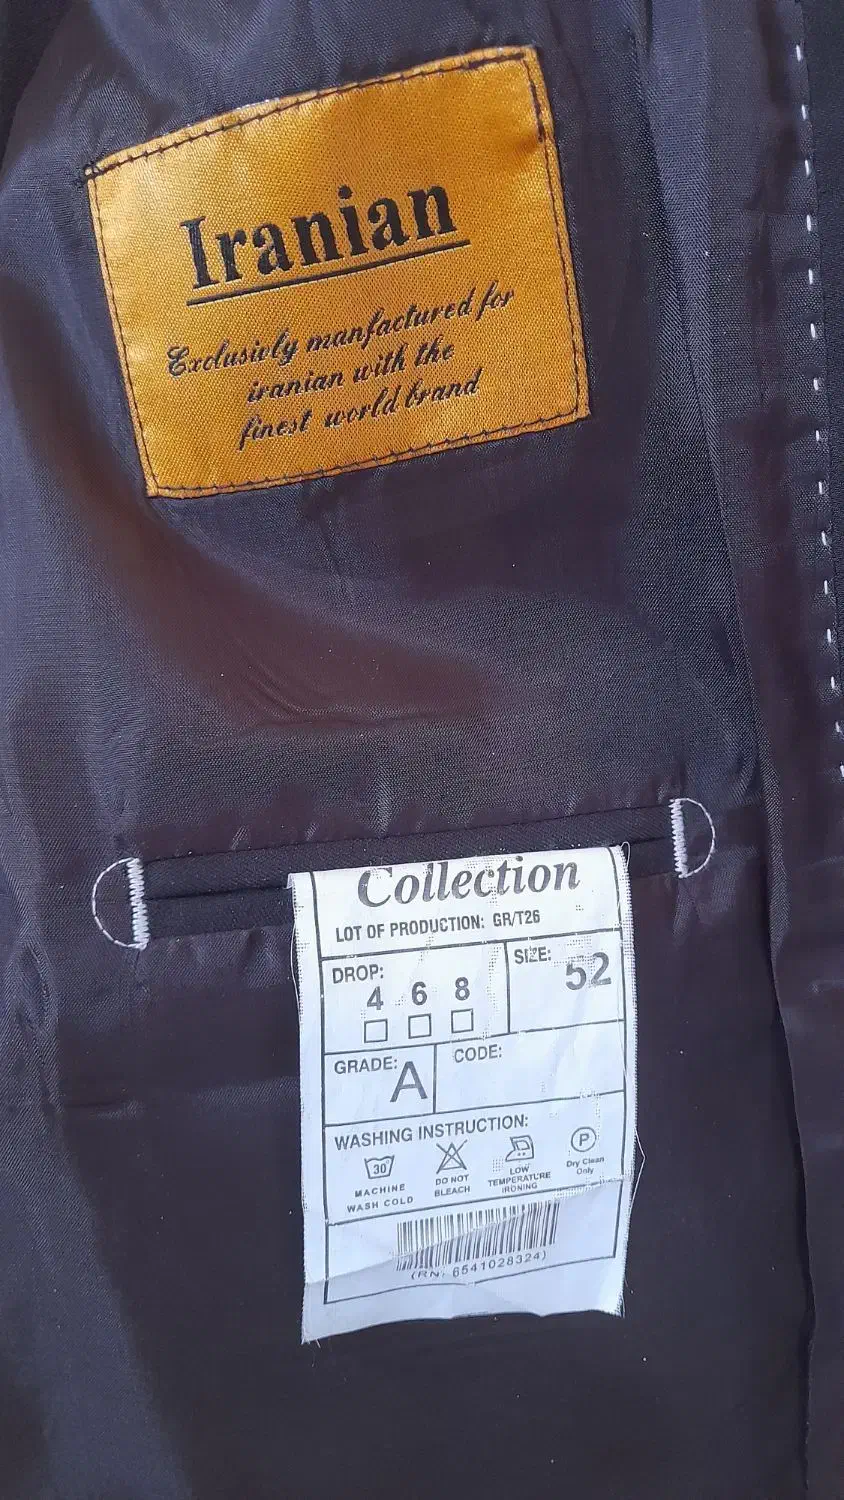 Iranian
Exclusivly manfactured for
iranian with the
finest world brand
Collection
LOT OF PRODUCTION: GR/T26
DROP:
4 6 8
SIZE:
52
GRADE:
A
CODE:
WASHING INSTRUCTION:
30°
MACHINE
WASH COLD
DO NOT
BLEACH
LOW
TEMPERATURE
IRONING
P
Dry Clean
Only
(RN: 6541028324)